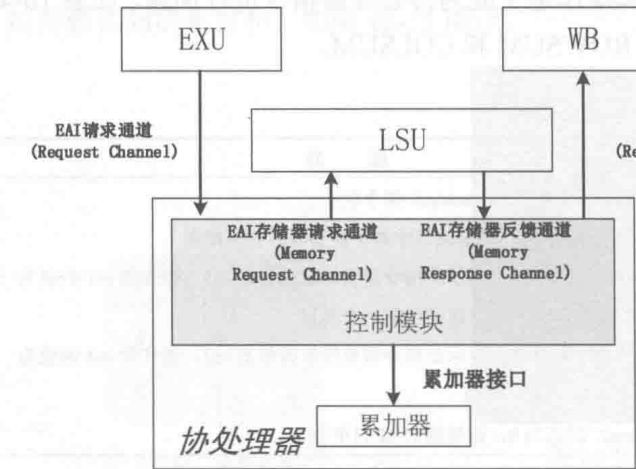 EXU
WB
EAI请求通道
(Request Channel)
LSU
(Re
EAI存储器请求通道
(Memory
Request Channel)
EAI存储器反馈通道
(Memory
Response Channel)
控制模块
累加器接口
累加器
协处理器